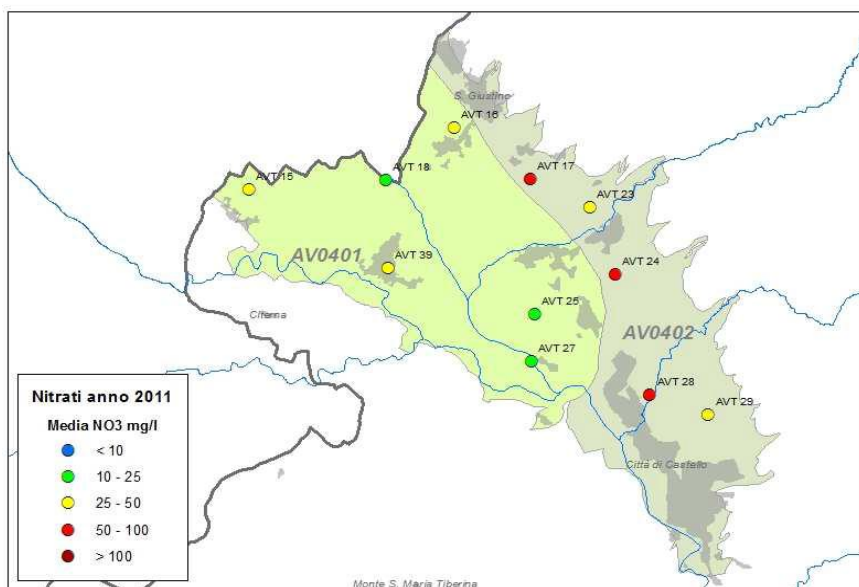 S. Giustino
AVT 16
AVT 18
AVT 17
AVT 15
AVT 23
AV0401
AVT 39
AVT 24
AVT 25
Citerna
AV0402
AVT 27
AVT 28
AVT 29
Città di Castello
Monte S. Maria Tiberina
Nitrati anno 2011
Media NO3 mg/l
< 10
10 - 25
25 - 50
50 - 100
> 100